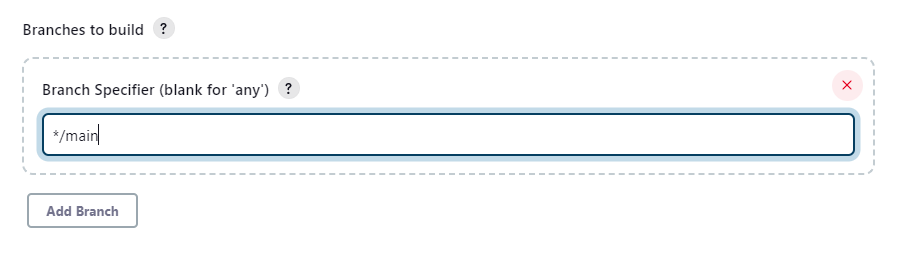 Branches to build ?
Branch Specifier (blank for 'any') ?
*/main
Add Branch